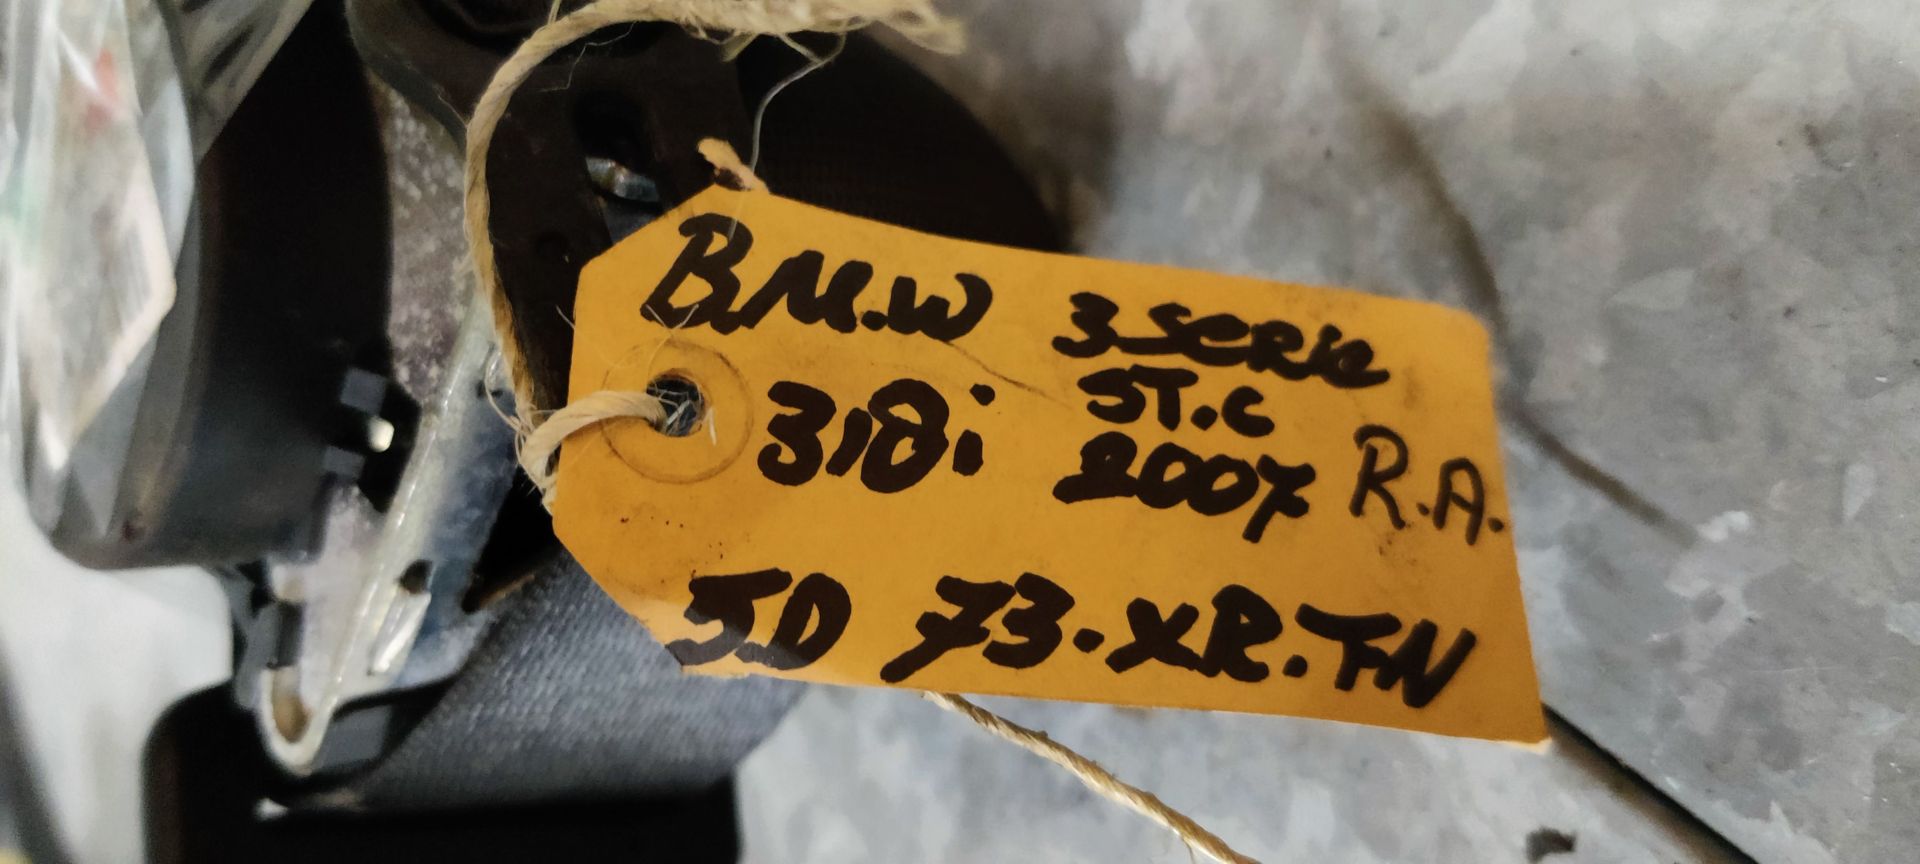 B.M.W 3 SERIE
318i ST.C
2007 R.A.
5D 73-XR.TN